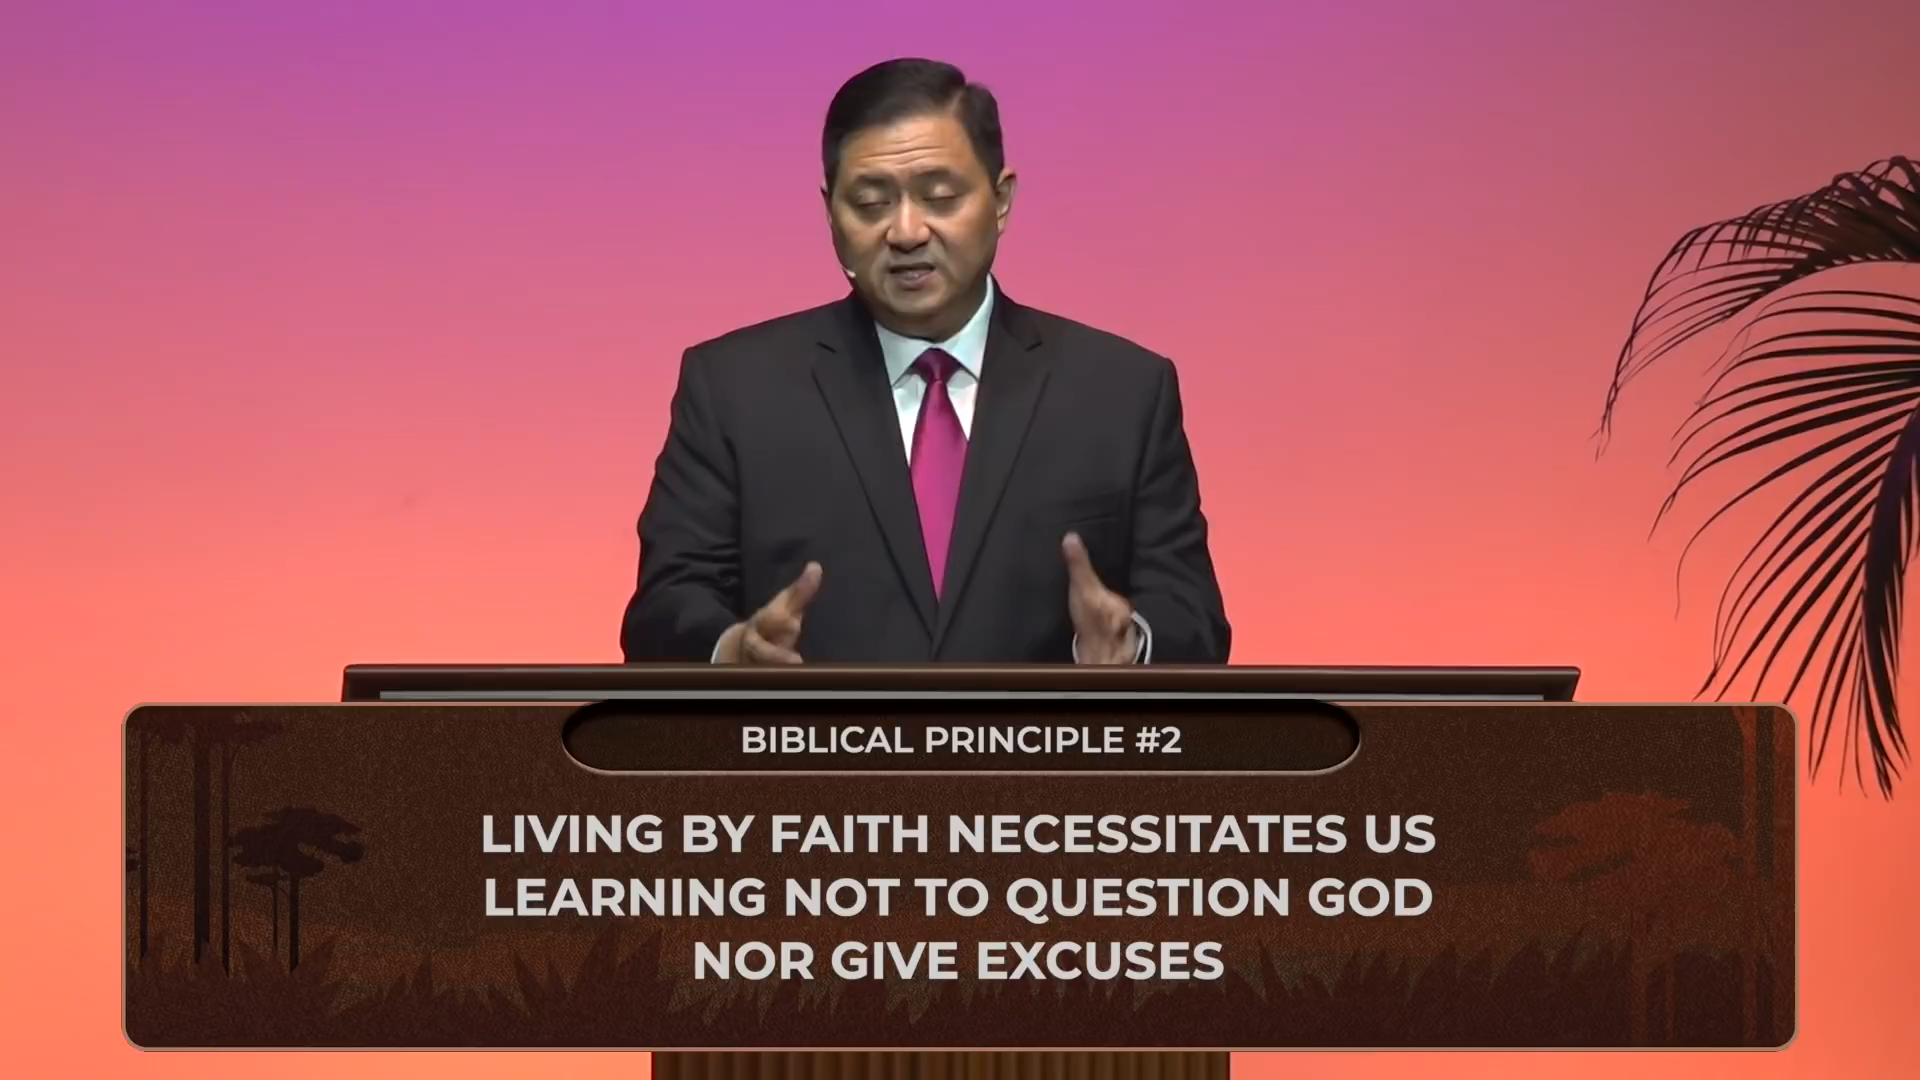 BIBLICAL PRINCIPLE #2
LIVING BY FAITH NECESSITATES US
LEARNING NOT TO QUESTION GOD
NOR GIVE EXCUSES